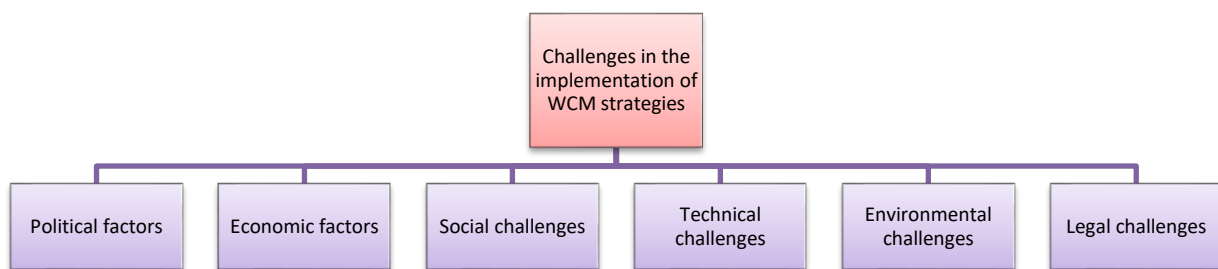 Challenges in the
implementation of
WCM strategies
Political factors
Economic factors
Social challenges
Technical
challenges
Environmental
challenges
Legal challenges